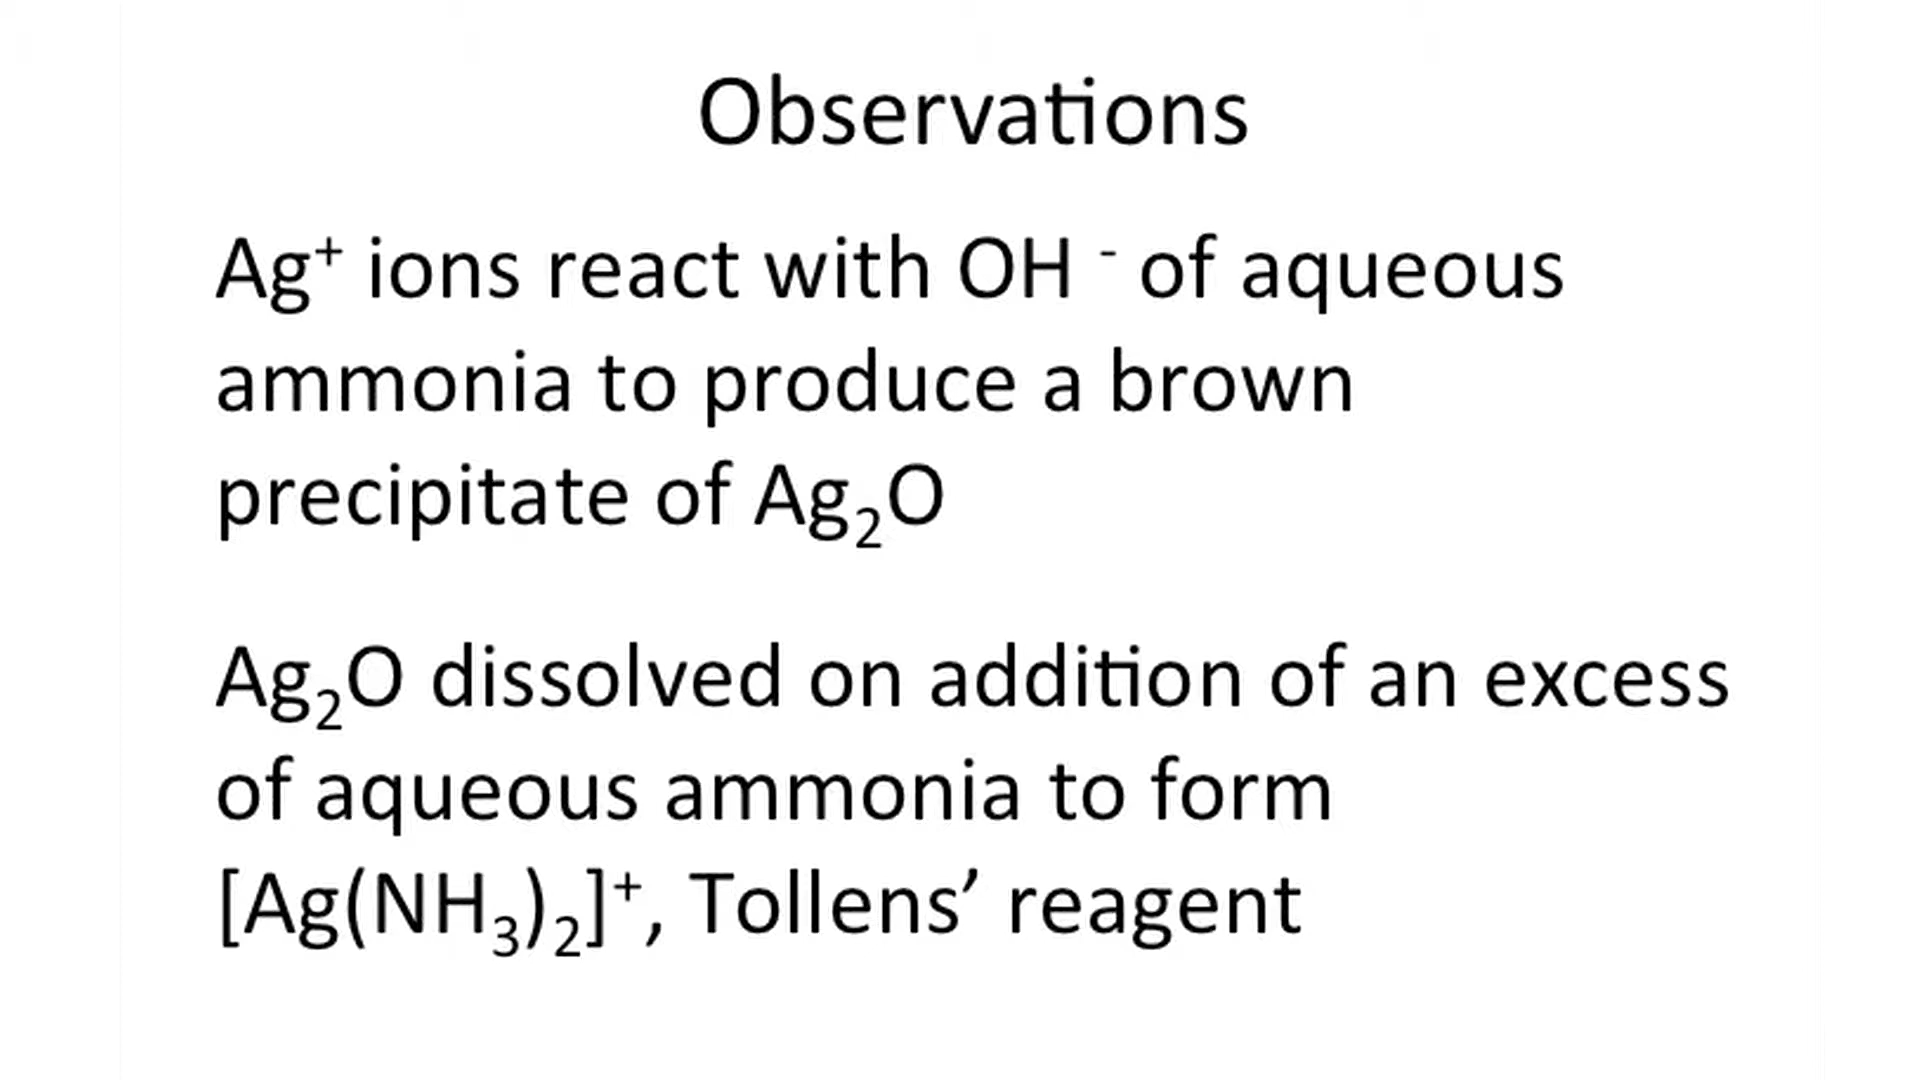 Observations
Ag⁺ ions react with OH ⁻ of aqueous
ammonia to produce a brown
precipitate of Ag₂O
Ag₂O dissolved on addition of an excess
of aqueous ammonia to form
[Ag(NH₃)₂]⁺, Tollens’ reagent